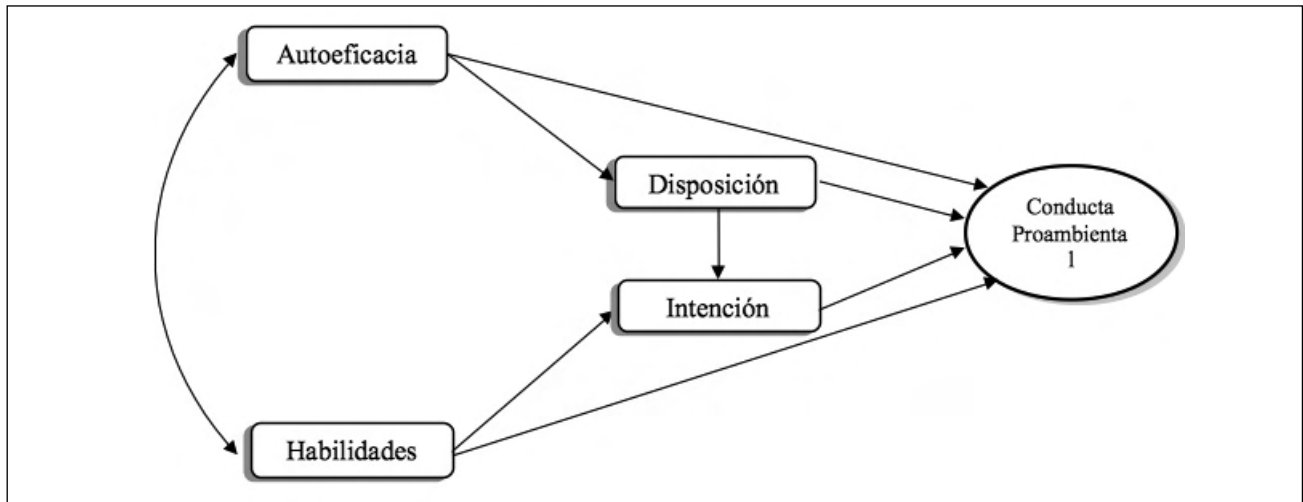 Autoeficacia
Disposición
Conducta
Proambienta
l
Intención
Habilidades